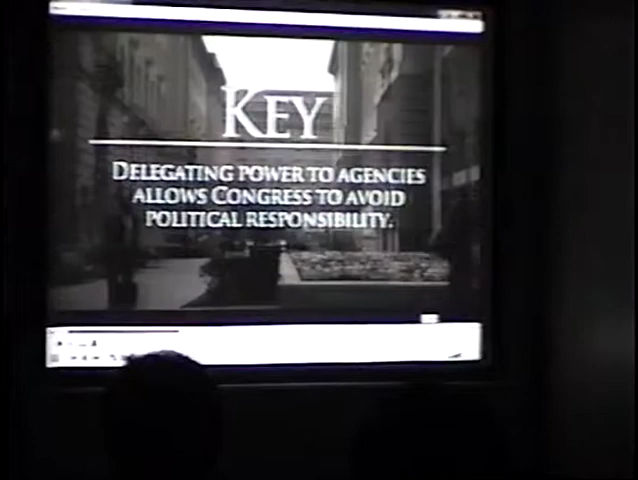 KEY
DELEGATING POWER TO AGENCIES
ALLOWS CONGRESS TO AVOID
POLITICAL RESPONSIBILITY.